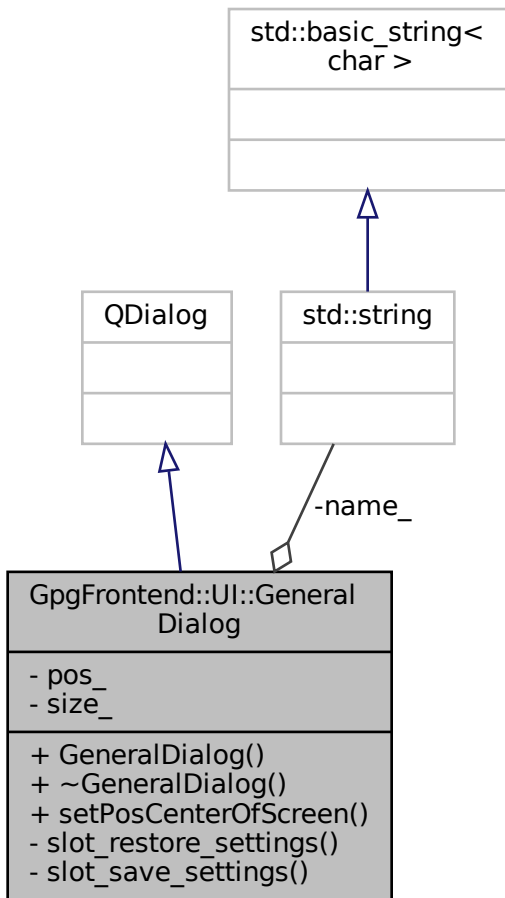 std::basic_string<
char >
QDialog
std::string
-name_
GpgFrontend::UI::General
Dialog
- pos_
- size_
+ GeneralDialog()
+ ~GeneralDialog()
+ setPosCenterOfScreen()
- slot_restore_settings()
- slot_save_settings()